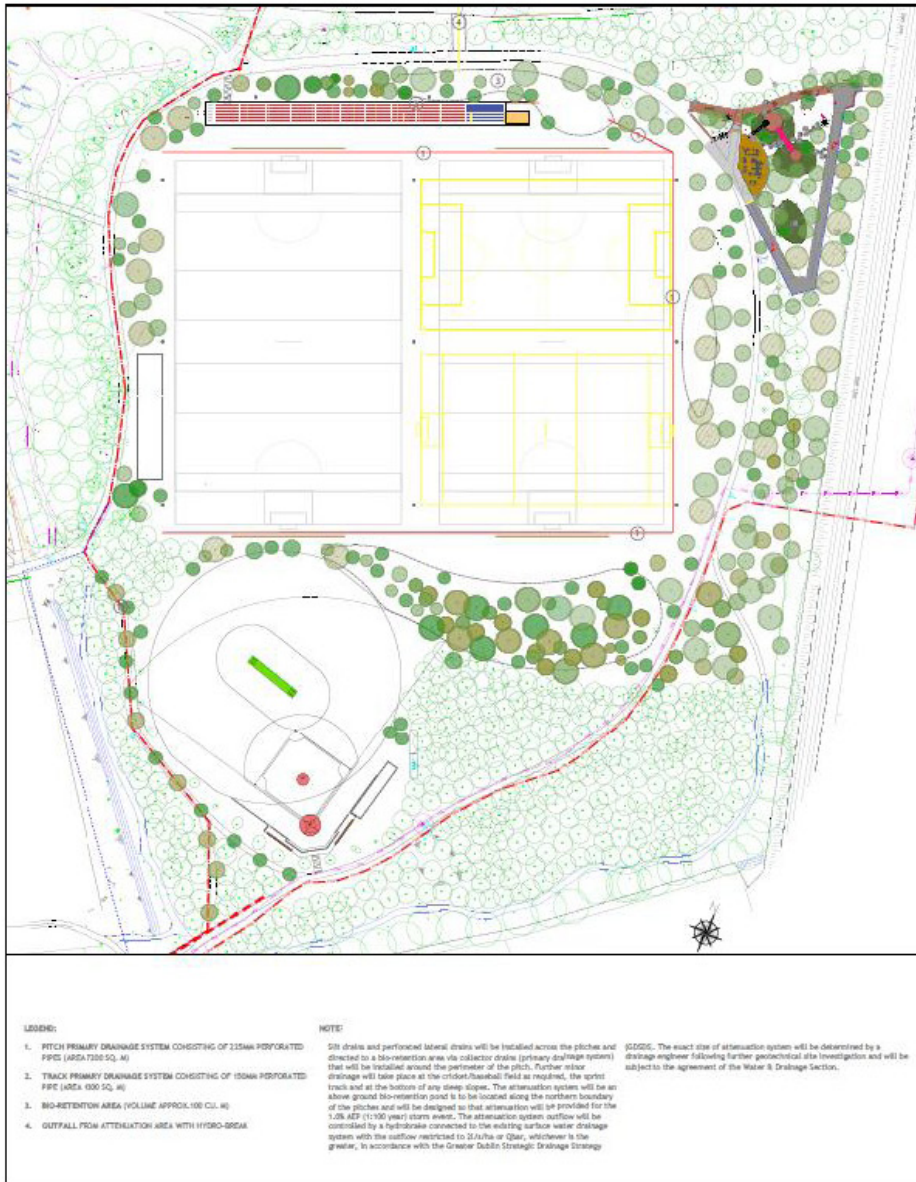 4
3
1
1
1
LEGEND:
1. PITCH PRIMARY DRAINAGE SYSTEM CONSISTING OF 225MM PERFORATED
PIPES (AREA 7200 SQ. M)
2. TRACK PRIMARY DRAINAGE SYSTEM CONSISTING OF 150MM PERFORATED
PIPE (AREA SQ. M)
3. BIO-RETENTION AREA (VOLUME APPROX.100 CU. M)
4. OUTFALL FROM ATTENUATION AREA WITH HYDRO-BREAK
NOTE:
Slit drains and perforated lateral drains will be installed across the pitches and
directed to a bio-retention area via collector drains (primary drainage system)
that will be installed around the perimeter of the pitch. Further minor
drainage will take place at the cricket/baseball field as required, the sprint
track and at the bottom of any steep slopes. The attenuation system will be an
above ground bio-retention pond is to be located along the northern boundary
of the pitches and will be designed so that attenuation will be provided for the
1.0% AEP (1:100 year) storm event. The attenuation system outflow will be
controlled by a hydrobrake connected to the existing surface water drainage
system with the outflow restricted to 2l/s/ha or Qbar, whichever is the
greater, in accordance with the Greater Dublin Strategic Drainage Strategy
(GDSDS). The exact size of attenuation system will be determined by a
drainage engineer following further geotechnical site investigation and will be
subject to the agreement of the Water & Drainage Section.